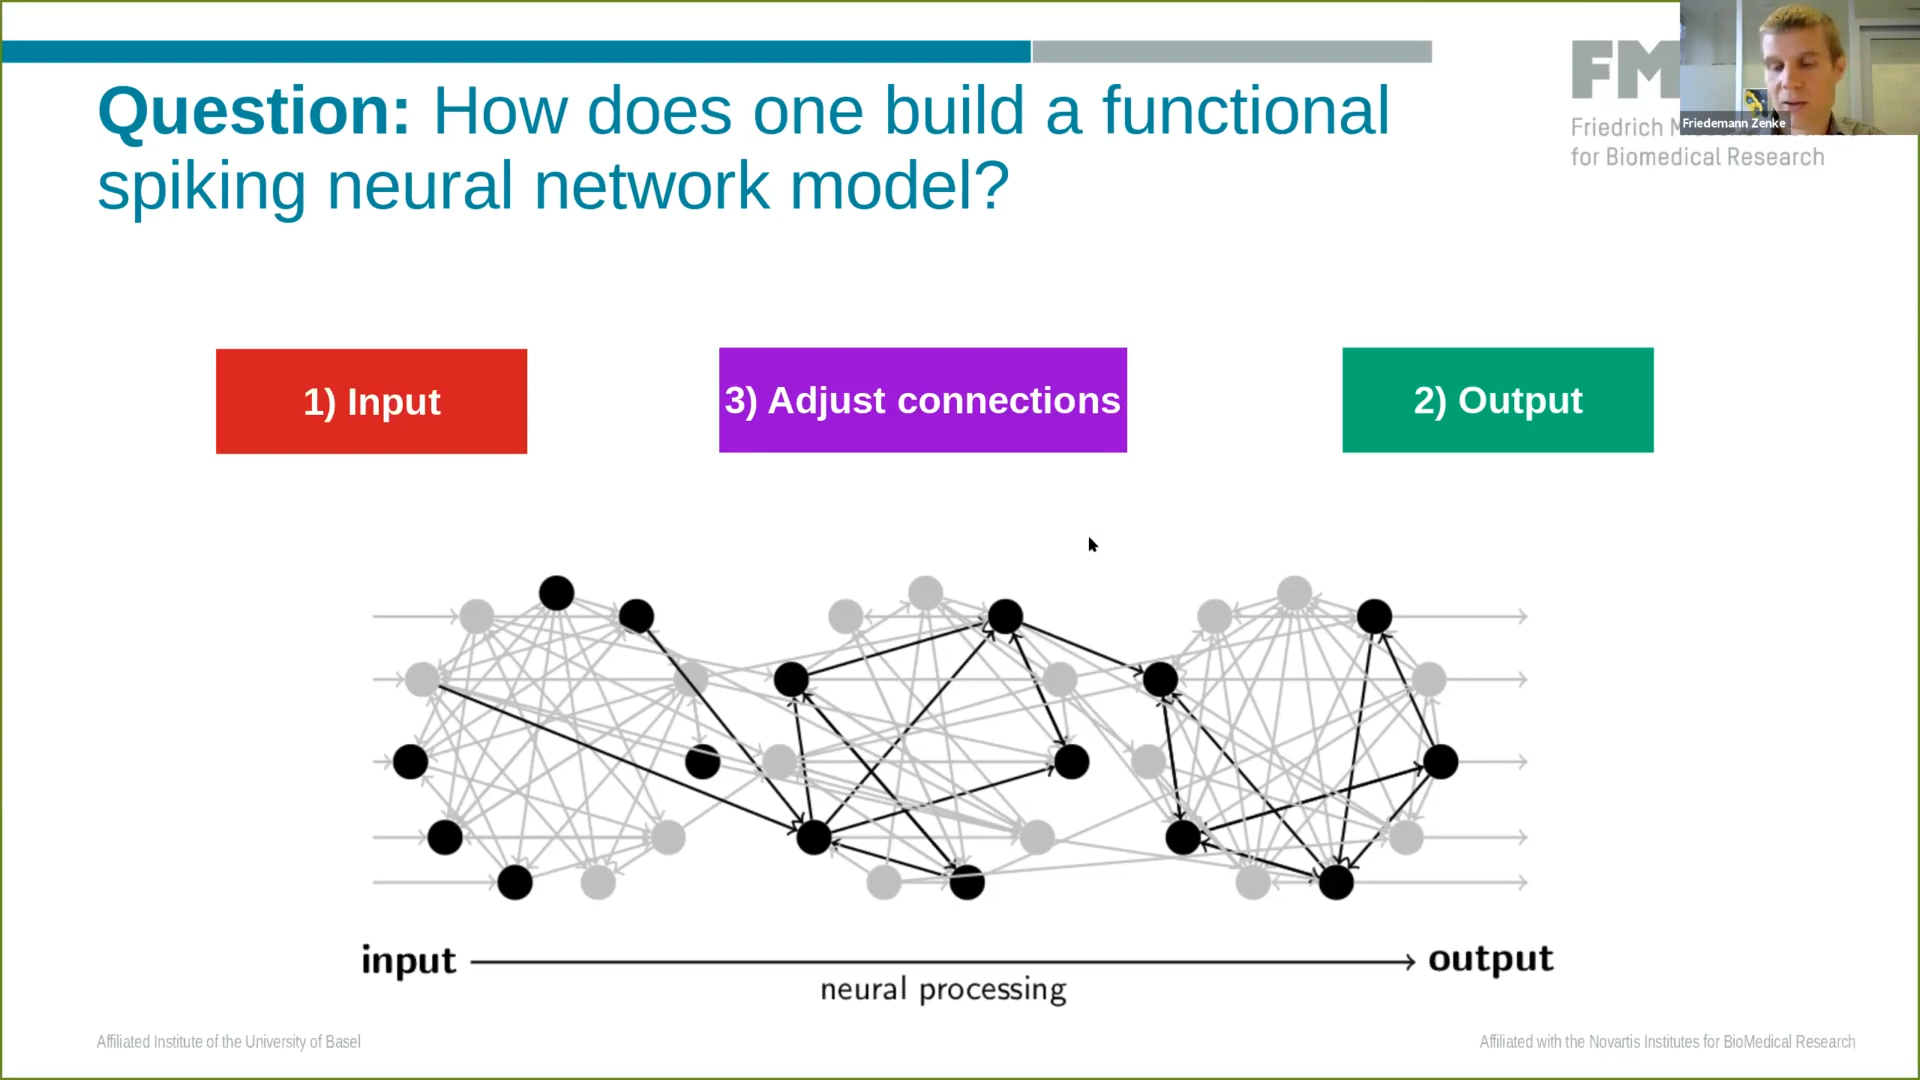 Question: How does one build a functional
spiking neural network model?
FM
Friedemann Zenke
Friedrich
for Biomedical Research
1) Input
3) Adjust connections
2) Output
input
output
neural processing
Affiliated Institute of the University of Basel
Affiliated with the Novartis Institutes for BioMedical Research